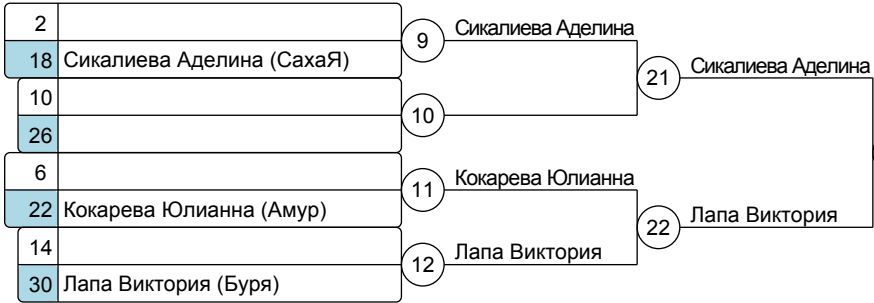 2
9
Сикалиева Аделина
18 Сикалиева Аделина (СахаЯ)
21
Сикалиева Аделина
10
10
26
6
11
Кокарева Юлианна
22 Кокарева Юлианна (Амур)
22
Лапа Виктория
14
12
Лапа Виктория
30 Лапа Виктория (Буря)